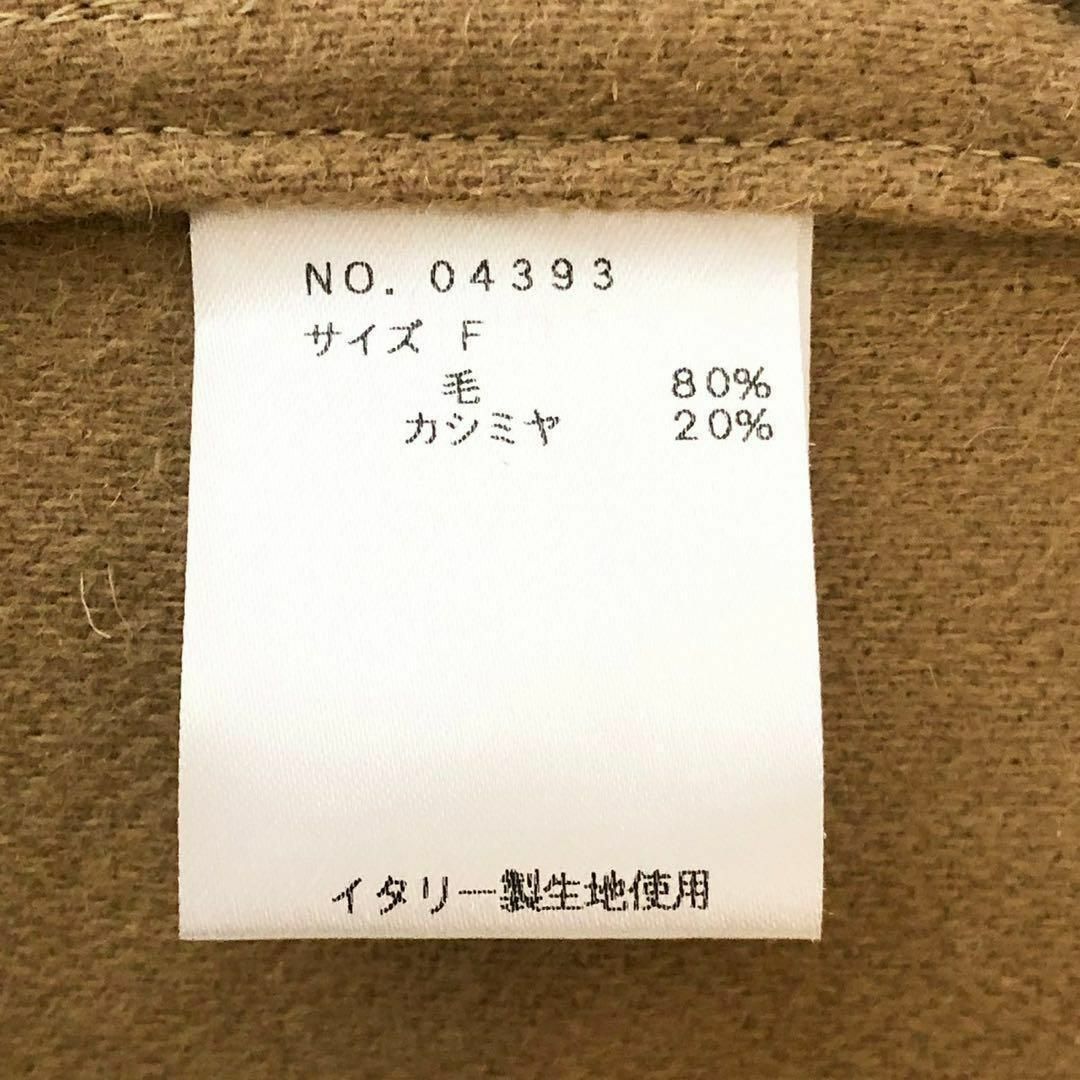 NO. 04393
サイズ F
毛 80%
カシミヤ 20%
イタリー製生地使用